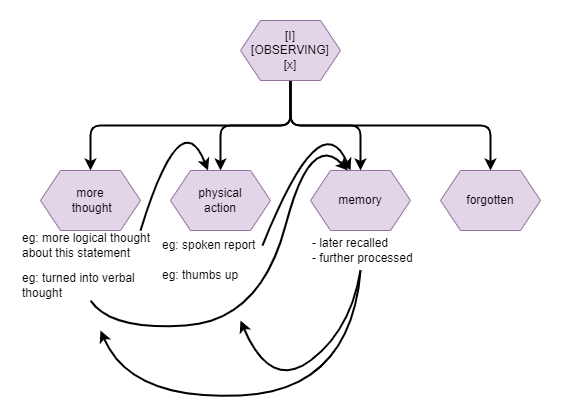 [I]
[OBSERVING]
[x]
more
thought
physical
action
memory
forgotten
eg: more logical thought
about this statement
eg: turned into verbal
thought
eg: spoken report
eg: thumbs up
- later recalled
- further processed